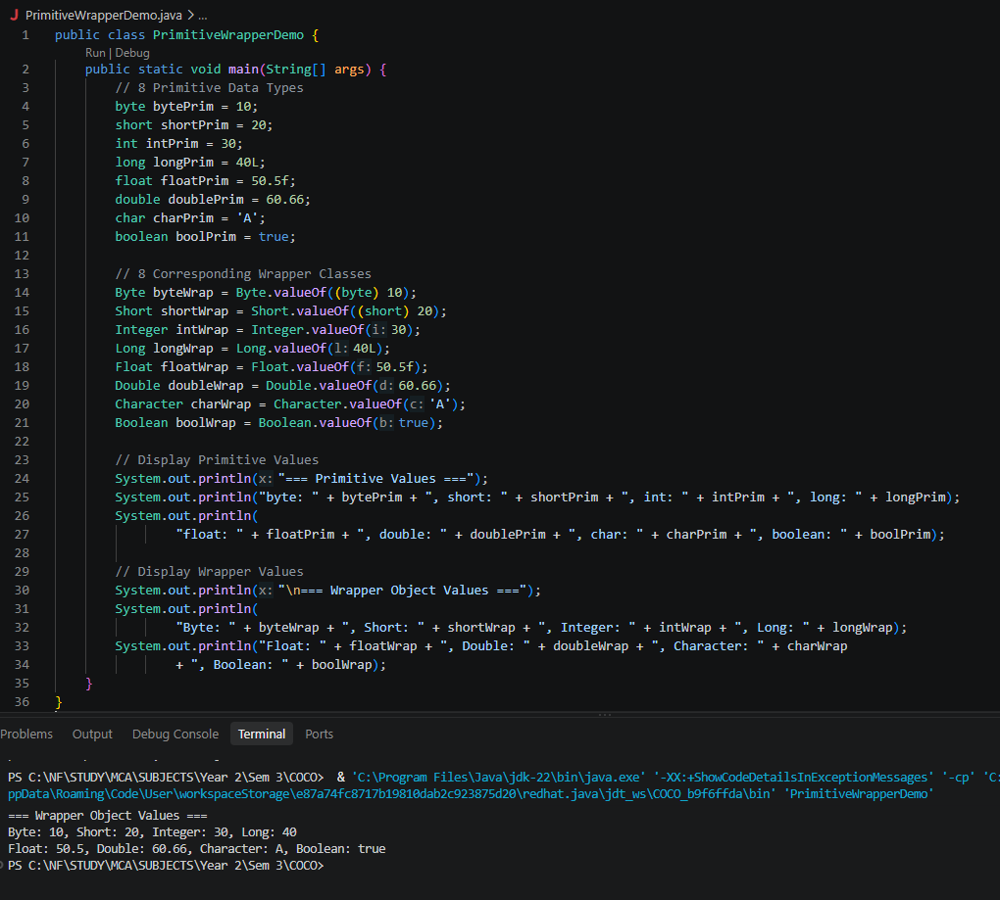 J PrimitiveWrapperDemo.java > ...
1 public class PrimitiveWrapperDemo {
Run | Debug
2 public static void main(String[] args) {
3 // 8 Primitive Data Types
4 byte bytePrim = 10;
5 short shortPrim = 20;
6 int intPrim = 30;
7 long longPrim = 40L;
8 float floatPrim = 50.5f;
9 double doublePrim = 60.66;
10 char charPrim = 'A';
11 boolean boolPrim = true;
12
13 // 8 Corresponding Wrapper Classes
14 Byte byteWrap = Byte.valueOf((byte) 10);
15 Short shortWrap = Short.valueOf((short) 20);
16 Integer intWrap = Integer.valueOf(i: 30);
17 Long longWrap = Long.valueOf(l: 40L);
18 Float floatWrap = Float.valueOf(f: 50.5f);
19 Double doubleWrap = Double.valueOf(d: 60.66);
20 Character charWrap = Character.valueOf(c: 'A');
21 Boolean boolWrap = Boolean.valueOf(b: true);
22
23 // Display Primitive Values
24 System.out.println(x: "=== Primitive Values ===");
25 System.out.println("byte: " + bytePrim + ", short: " + shortPrim + ", int: " + intPrim + ", long: " + longPrim);
26 System.out.println(
27 "float: " + floatPrim + ", double: " + doublePrim + ", char: " + charPrim + ", boolean: " + boolPrim);
28
29 // Display Wrapper Values
30 System.out.println(x: "\n=== Wrapper Object Values ===");
31 System.out.println(
32 "Byte: " + byteWrap + ", Short: " + shortWrap + ", Integer: " + intWrap + ", Long: " + longWrap);
33 System.out.println("Float: " + floatWrap + ", Double: " + doubleWrap + ", Character: " + charWrap
34 + ", Boolean: " + boolWrap);
35 }
36 }
Problems Output Debug Console Terminal Ports
PS C:\NF\STUDY\MCA\SUBJECTS\Year 2\Sem 3\COCO> & 'C:\Program Files\Java\jdk-22\bin\java.exe' '-XX:+ShowCodeDetailsInExceptionMessages' '-cp' 'C:
ppData\Roaming\Code\User\workspaceStorage\e87a74fc8717b19810dab2c923875d20\redhat.java\jdt_ws\COCO_b9f6ffda\bin' 'PrimitiveWrapperDemo'
=== Wrapper Object Values ===
Byte: 10, Short: 20, Integer: 30, Long: 40
Float: 50.5, Double: 60.66, Character: A, Boolean: true
PS C:\NF\STUDY\MCA\SUBJECTS\Year 2\Sem 3\COCO>